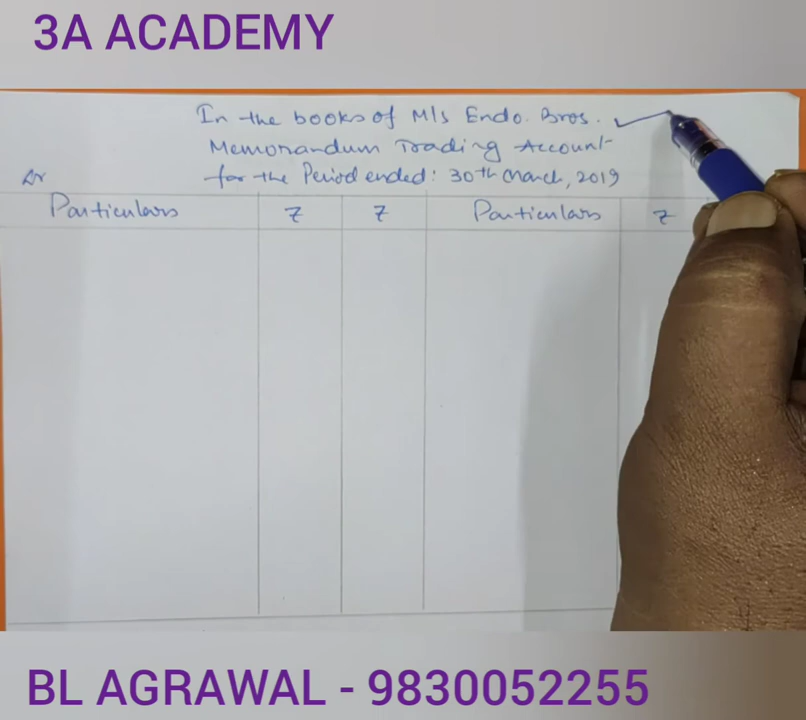 3A ACADEMY
In the books of M/s Endo. Bros.
Memorandum Trading Account
Dr
for the Period ended: 30th March, 2019
Particulars ₹ ₹ Particulars ₹
BL AGRAWAL - 9830052255